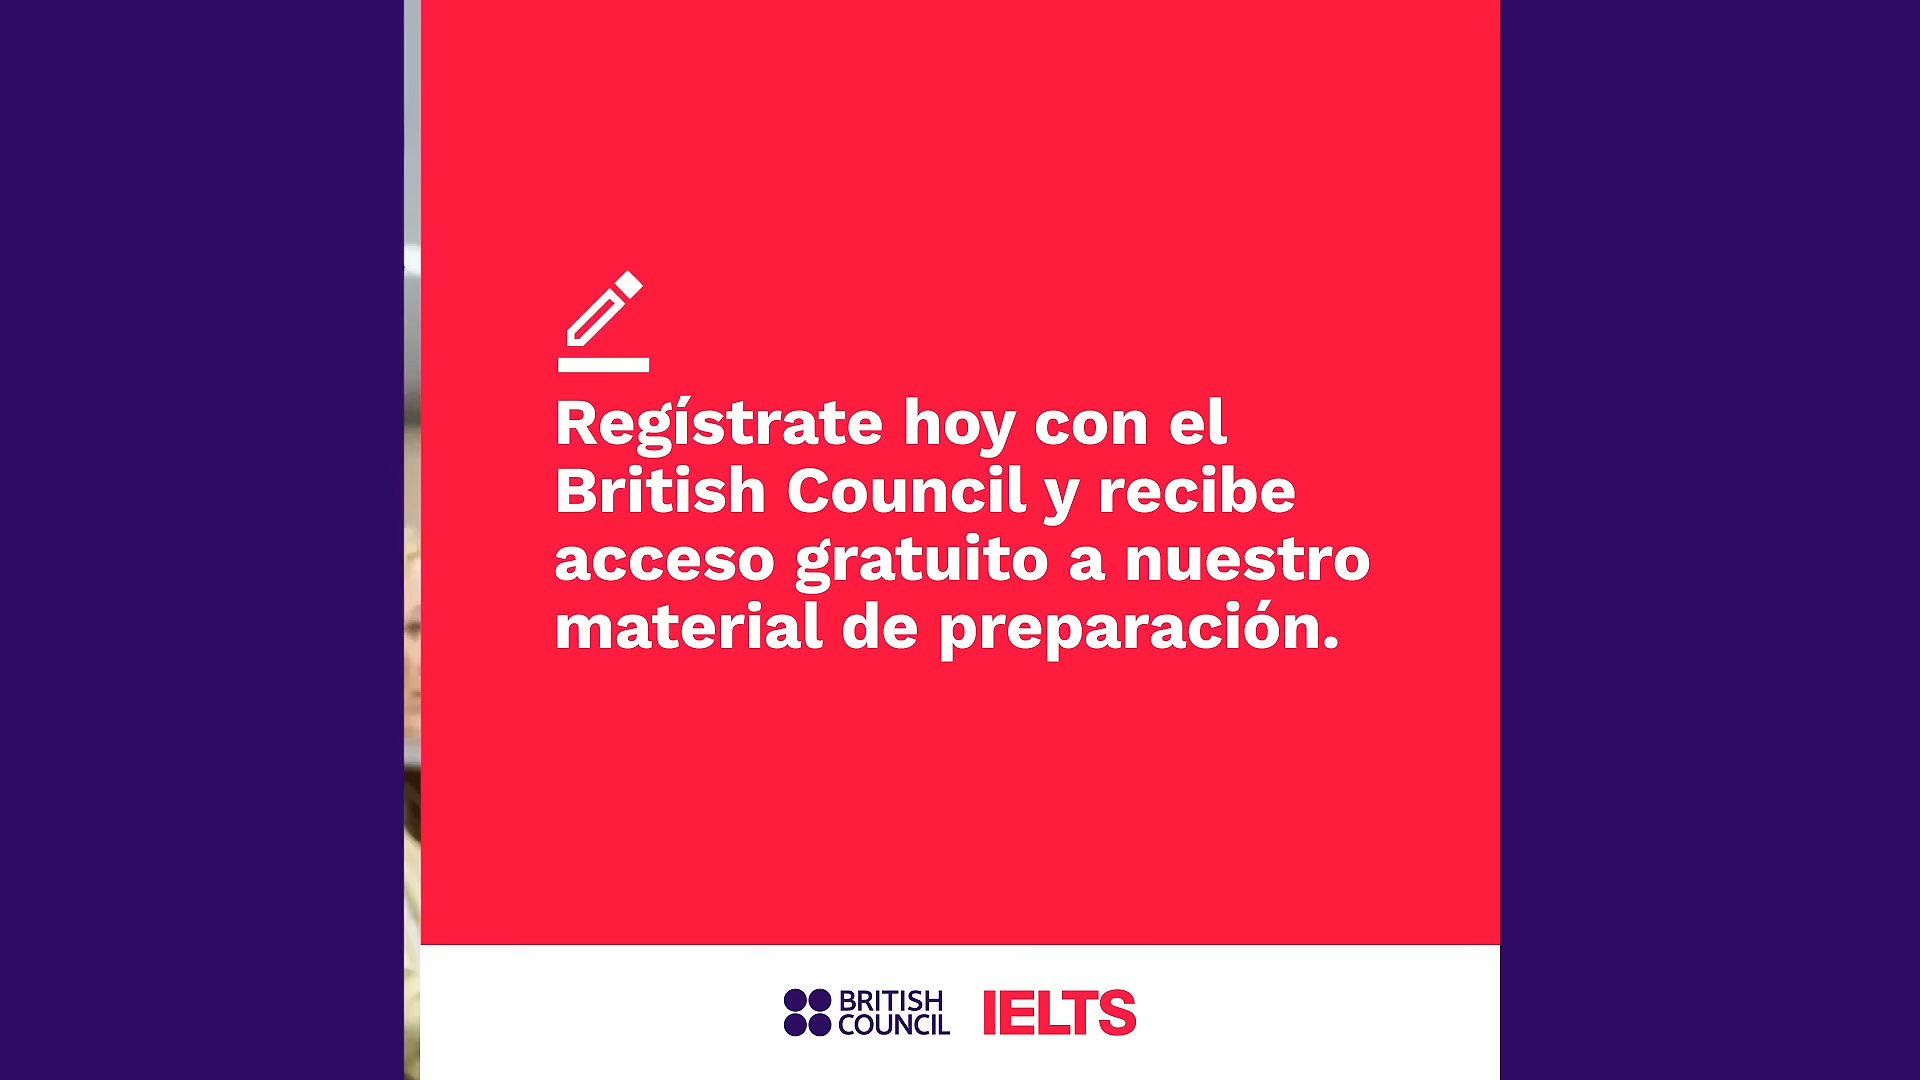 Regístrate hoy con el
British Council y recibe
acceso gratuito a nuestro
material de preparación.
BRITISH
COUNCIL
IELTS